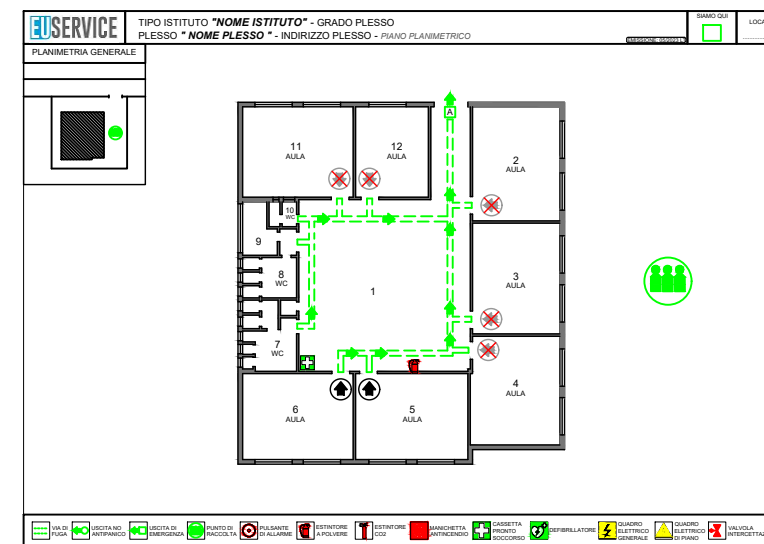 EUSERVICE
TIPO ISTITUTO "NOME ISTITUTO" - GRADO PLESSO
PLESSO " NOME PLESSO " - INDIRIZZO PLESSO - PIANO PLANIMETRICO
SIAMO QUI
LOCA
PLANIMETRIA GENERALE
A
11
AULA
12
AULA
2
AULA
10
WC
9
8
WC
1
3
AULA
7
WC
6
AULA
5
AULA
4
AULA
VIA DI FUGA
USCITA NO ANTIPANICO
USCITA DI EMERGENZA
PUNTO DI RACCOLTA
PULSANTE DI ALLARME
ESTINTORE A POLVERE
ESTINTORE CO2
MANICHETTA ANTINCENDIO
CASSETTA PRONTO SOCCORSO
DEFIBRILLATORE
QUADRO ELETTRICO GENERALE
QUADRO ELETTRICO DI PIANO
VALVOLA INTERCETTAZ